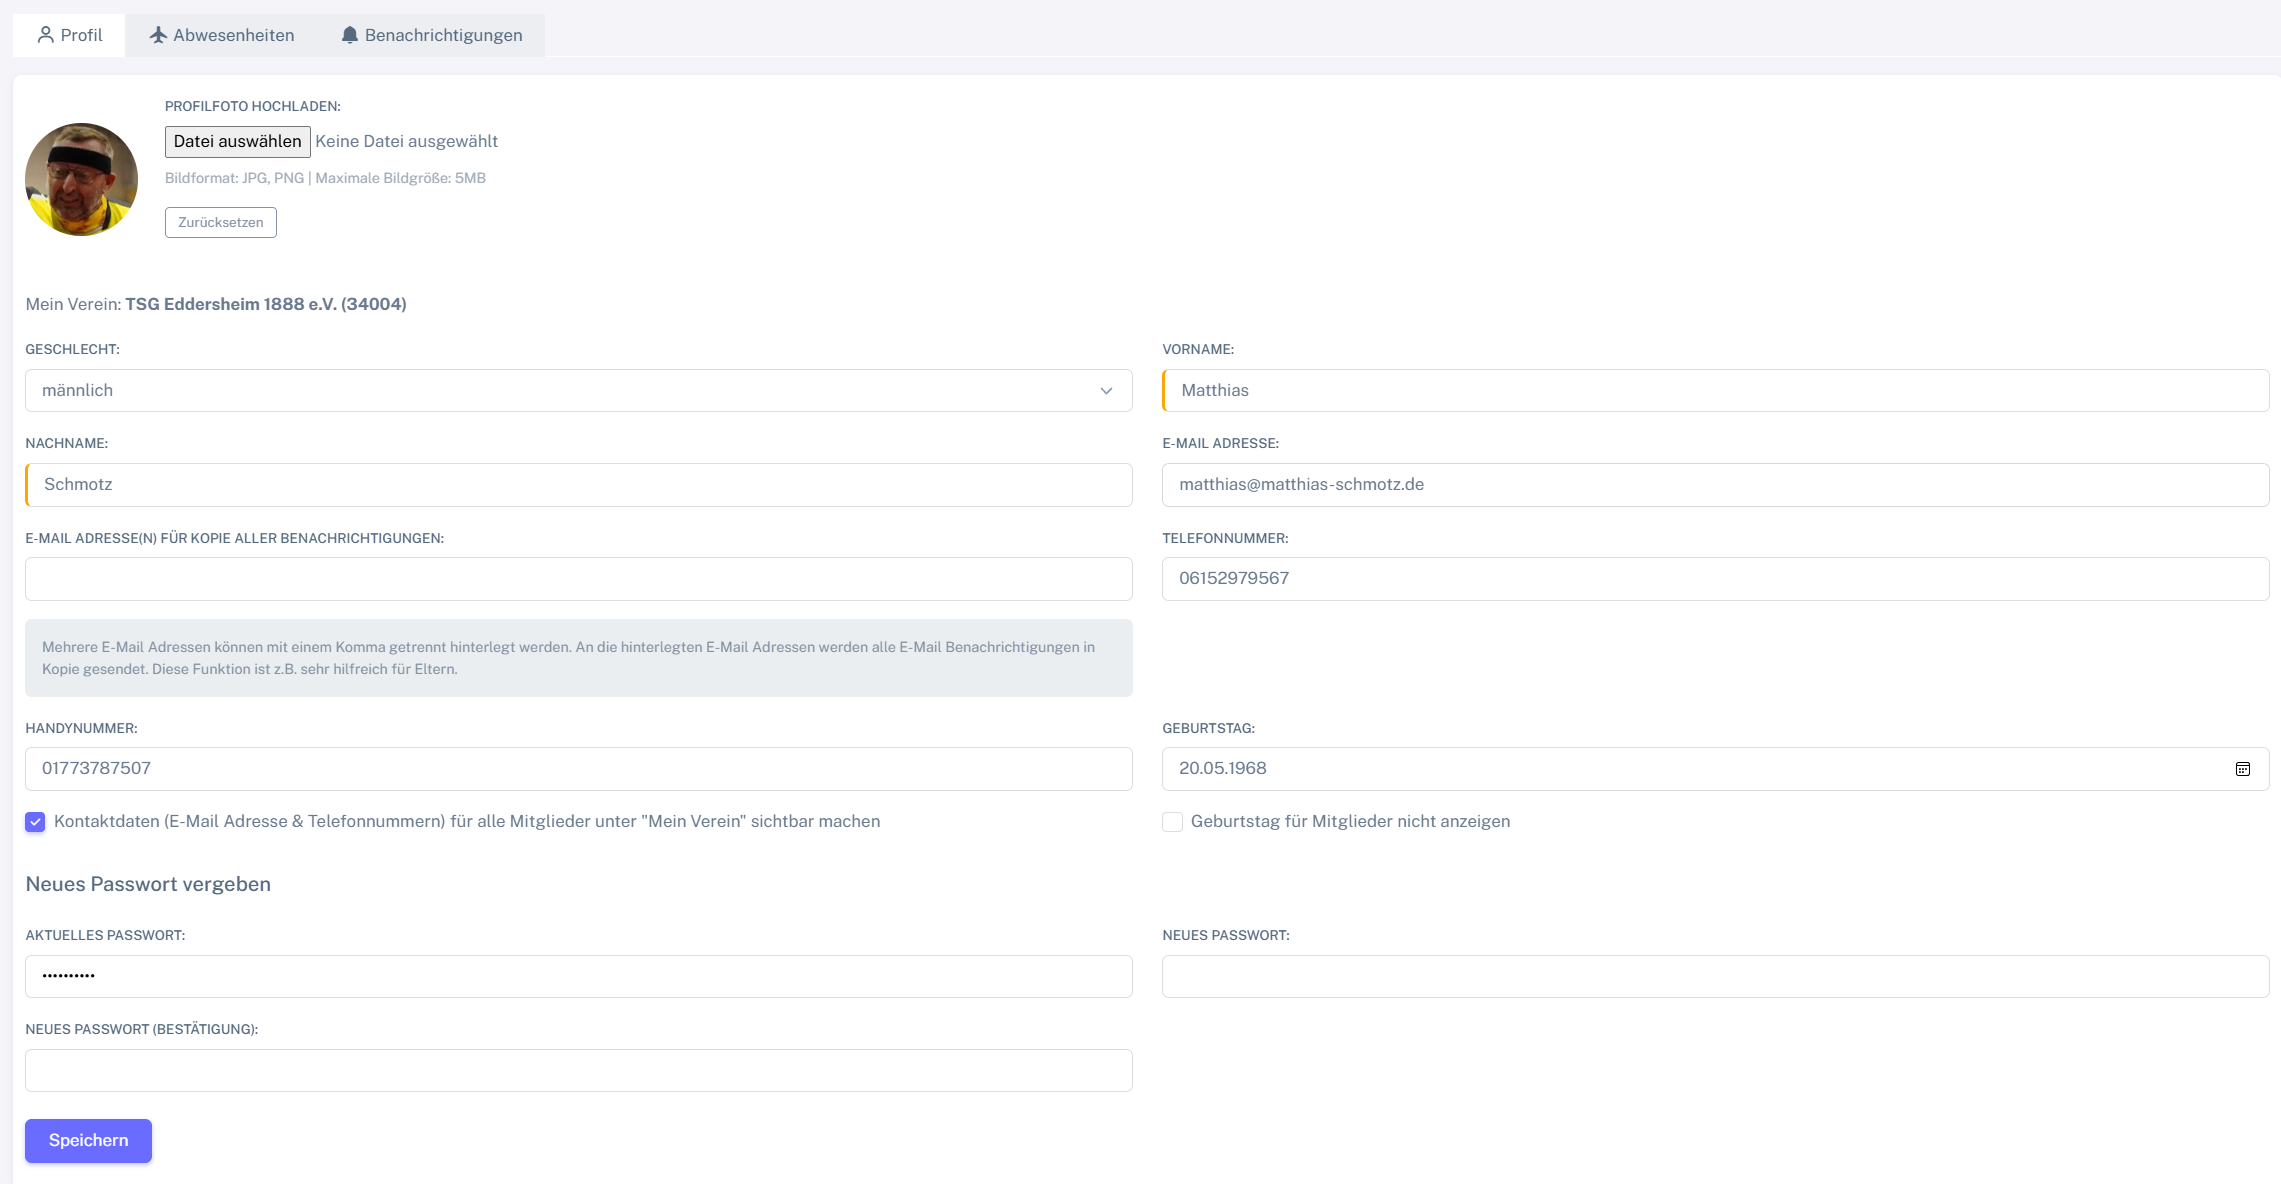 Profil
Abwesenheiten
Benachrichtigungen
PROFILFOTO HOCHLADEN:
Datei auswählen Keine Datei ausgewählt
Bildformat: JPG, PNG | Maximale Bildgröße: 5MB
Zurücksetzen
Mein Verein: TSG Eddersheim 1888 e.V. (34004)
GESCHLECHT:
männlich
VORNAME:
Matthias
NACHNAME:
Schmotz
E-MAIL ADRESSE:
matthias@matthias-schmotz.de
E-MAIL ADRESSE(N) FÜR KOPIE ALLER BENACHRICHTIGUNGEN:
TELEFONNUMMER:
06152979567
Mehrere E-Mail Adressen können mit einem Komma getrennt hinterlegt werden. An die hinterlegten E-Mail Adressen werden alle E-Mail Benachrichtigungen in
Kopie gesendet. Diese Funktion ist z.B. sehr hilfreich für Eltern.
HANDYNUMMER:
01773787507
GEBURTSTAG:
20.05.1968
Kontaktdaten (E-Mail Adresse & Telefonnummern) für alle Mitglieder unter "Mein Verein" sichtbar machen
Geburtstag für Mitglieder nicht anzeigen
Neues Passwort vergeben
AKTUELLES PASSWORT:
••••••••••
NEUES PASSWORT:
NEUES PASSWORT (BESTÄTIGUNG):
Speichern